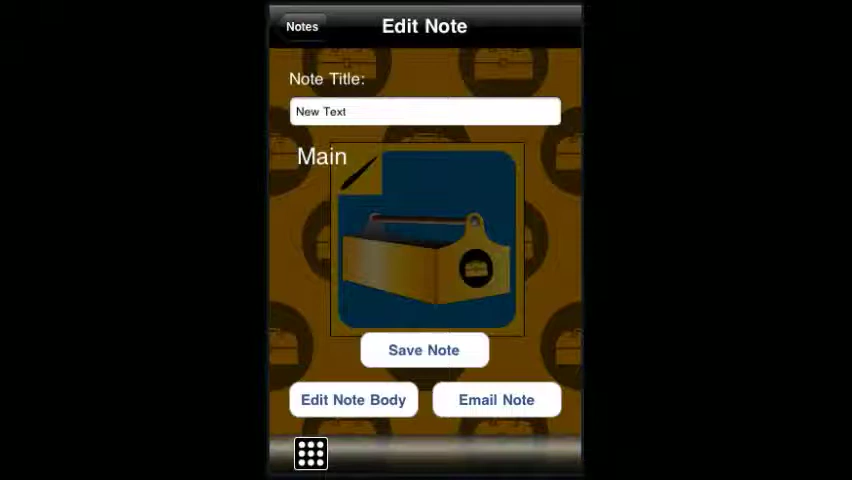 Notes
Edit Note
Note Title:
New Text
Main
Save Note
Edit Note Body
Email Note